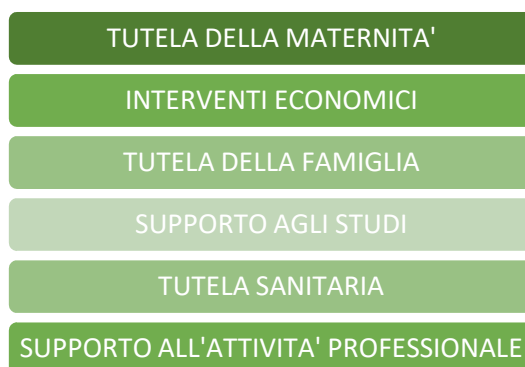 TUTELA DELLA MATERNITA'
INTERVENTI ECONOMICI
TUTELA DELLA FAMIGLIA
SUPPORTO AGLI STUDI
TUTELA SANITARIA
SUPPORTO ALL'ATTIVITA' PROFESSIONALE